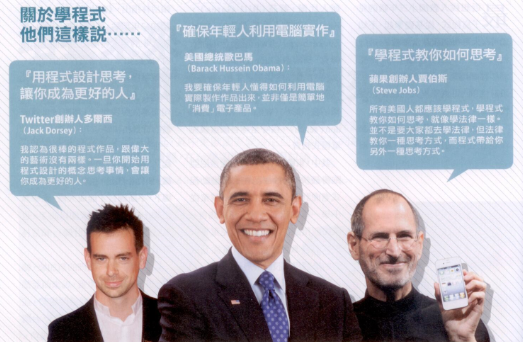 關於學程式
他們這樣說……
『用程式設計思考，
讓你成為更好的人』
Twitter創辦人多爾西
（Jack Dorsey）：
我認為很棒的程式作品，跟偉大
的藝術沒有兩樣。一旦你開始用
程式設計的概念思考事情，會讓
你成為更好的人。
『確保年輕人利用電腦實作』
美國總統歐巴馬
（Barack Hussein Obama）：
我要確保年輕人懂得如何利用電腦
實際製作作品出來，並非僅是簡單地
「消費」電子產品。
『學程式教你如何思考』
蘋果創辦人賈伯斯
（Steve Jobs）
所有美國人都應該學程式，學程式
教你如何思考。就像學法律一樣。
並不是要大家都去學法律，但法律
教你一種思考方式，而程式帶給你
另外一種思考方式。